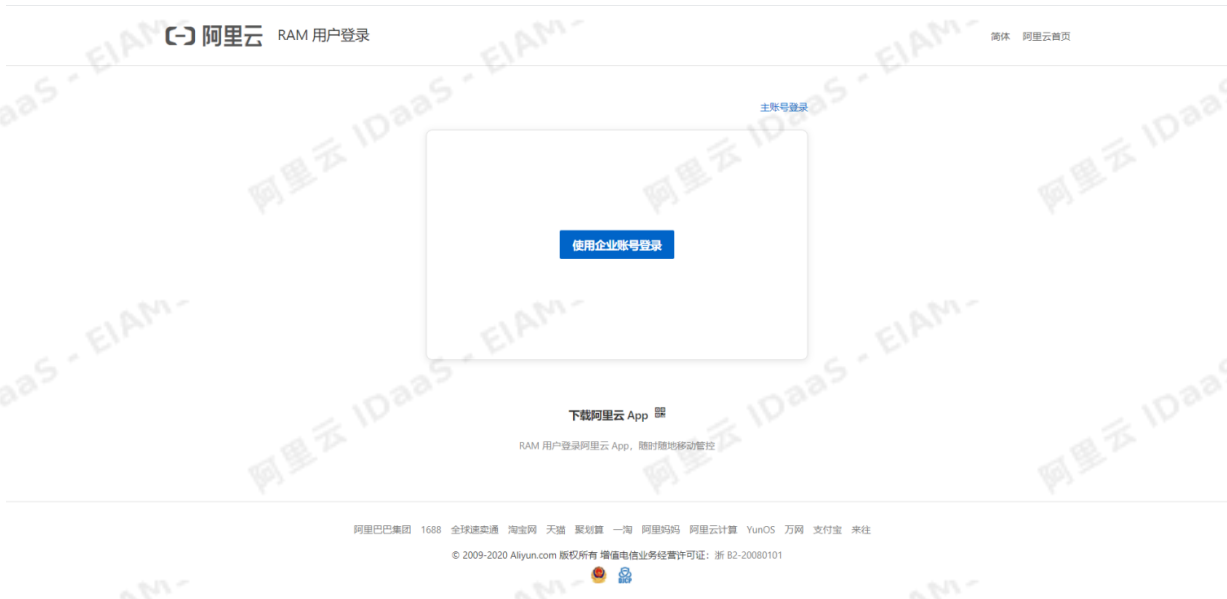 阿里云 RAM 用户登录 简体 阿里云首页
主账号登录
使用企业账号登录
下载阿里云 App
RAM 用户登录阿里云 App，随时随地移动管控
阿里巴巴集团 1688 全球速卖通 淘宝网 天猫 聚划算 一淘 阿里妈妈 阿里云计算 YunOS 万网 支付宝 来往
© 2009-2020 Aliyun.com 版权所有 增值电信业务经营许可证：浙 B2-20080101
阿里云 IDaaS - EIAM-